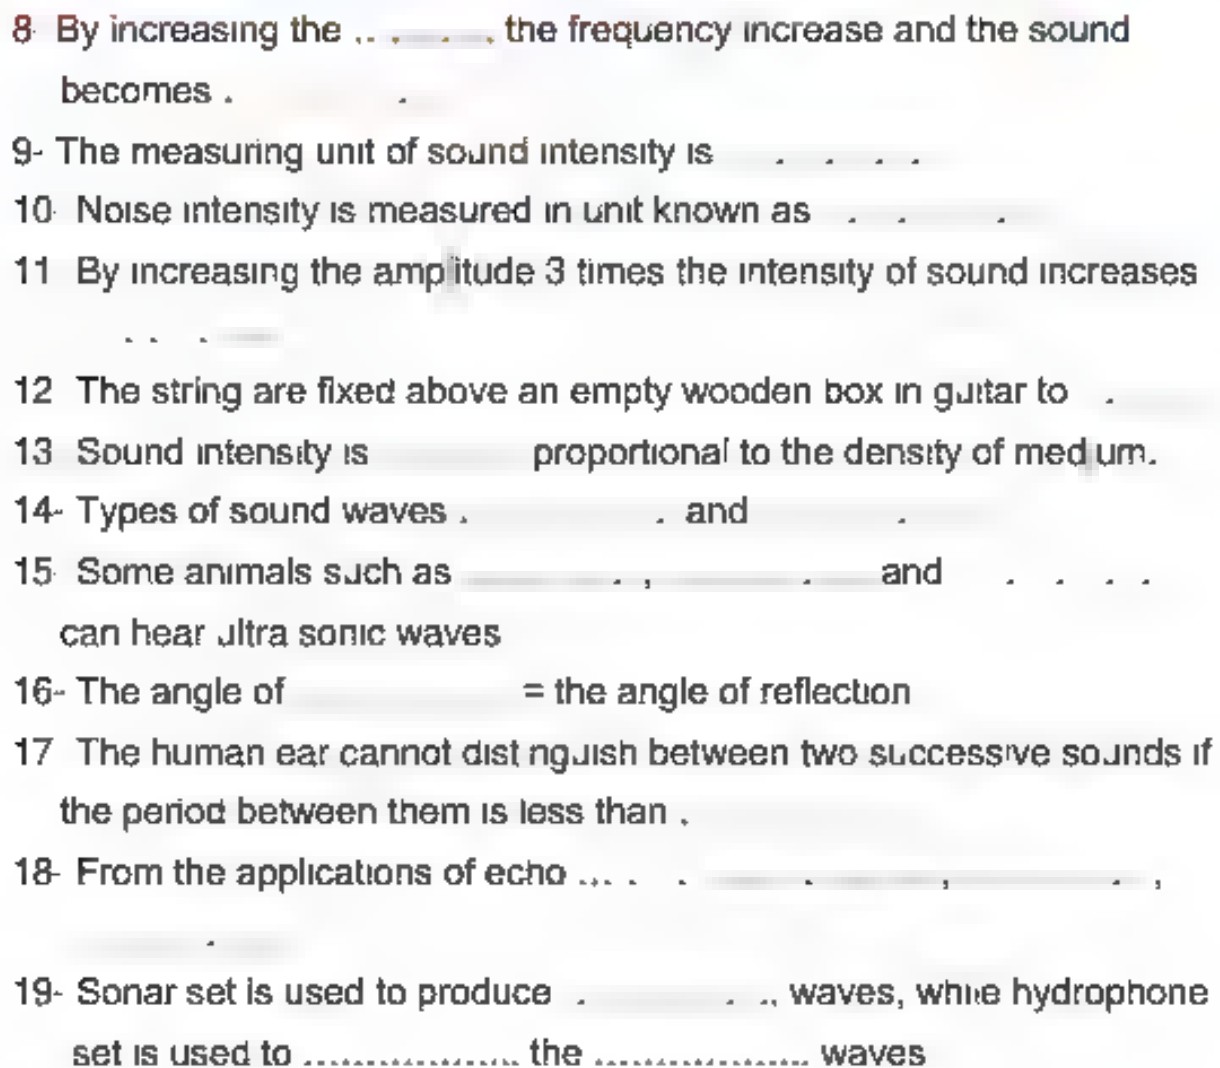 8- By increasing the .. . . . . the frequency increase and the sound
becomes . .
9- The measuring unit of sound intensity is . . . .
10- Noise intensity is measured in unit known as . . .
11 By increasing the amplitude 3 times the intensity of sound increases
. . .
12 The string are fixed above an empty wooden box in guitar to .
13 Sound intensity is proportional to the density of medium.
14- Types of sound waves . . and .
15- Some animals such as . , . and . . . .
can hear ultra sonic waves
16- The angle of = the angle of reflection
17 The human ear cannot distinguish between two successive sounds if
the period between them is less than .
18- From the applications of echo ... . . . , . ,
.
19- Sonar set is used to produce . . ., waves, while hydrophone
set is used to .................. the .................. waves